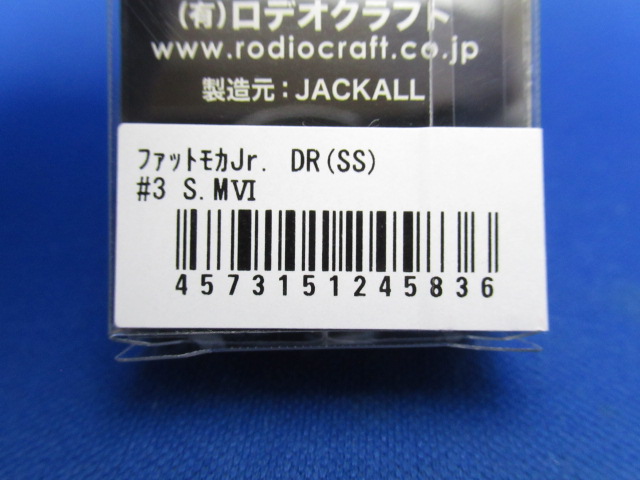 (有)ロデオクラフト
www.rodiocraft.co.jp
製造元：JACKALL
ﾌｧｯﾄﾓｶJr. DR(SS)
#3 S.MⅥ
4573151245836